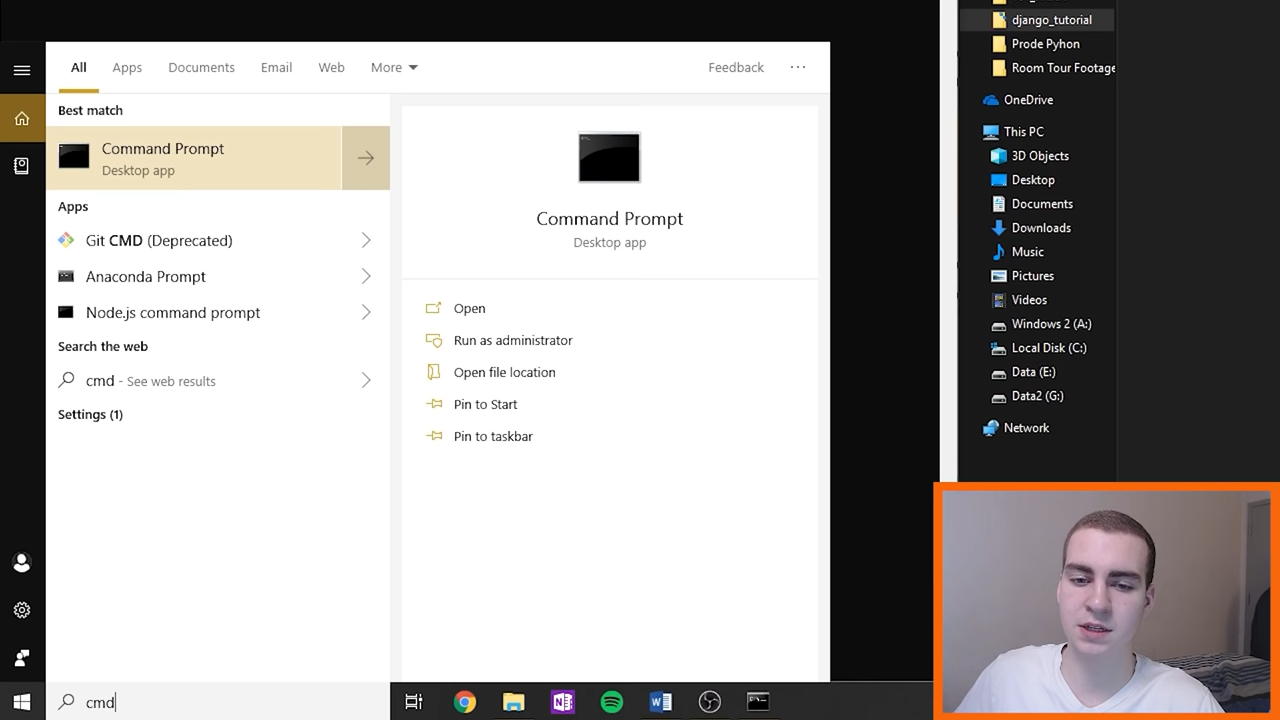 All
Apps
Documents
Email
Web
More
Feedback
Best match
Command Prompt
Desktop app
Apps
Git CMD (Deprecated)
Anaconda Prompt
Node.js command prompt
Search the web
cmd - See web results
Settings (1)
Command Prompt
Desktop app
Open
Run as administrator
Open file location
Pin to Start
Pin to taskbar
cmd
django_tutorial
Prode Pyhon
Room Tour Footage
OneDrive
This PC
3D Objects
Desktop
Documents
Downloads
Music
Pictures
Videos
Windows 2 (A:)
Local Disk (C:)
Data (E:)
Data2 (G:)
Network